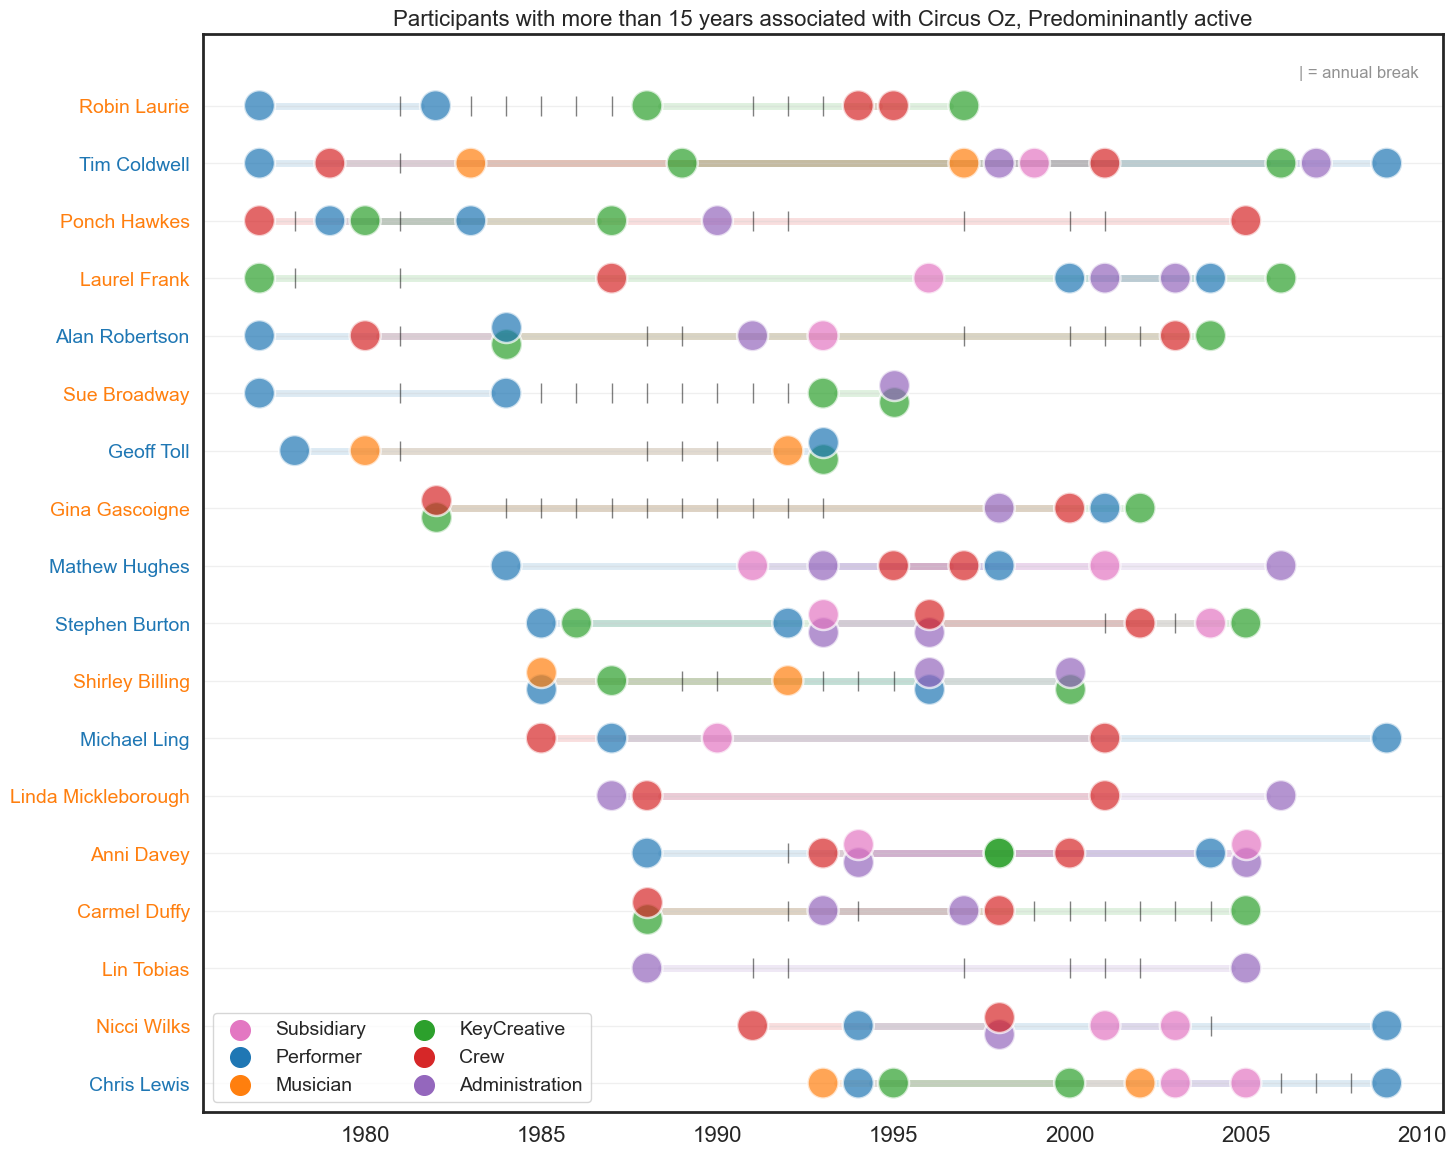 Participants with more than 15 years associated with Circus Oz, Predomininantly active
| = annual break
Robin Laurie
Tim Coldwell
Ponch Hawkes
Laurel Frank
Alan Robertson
Sue Broadway
Geoff Toll
Gina Gascoigne
Mathew Hughes
Stephen Burton
Shirley Billing
Michael Ling
Linda Mickleborough
Anni Davey
Carmel Duffy
Lin Tobias
Nicci Wilks
Chris Lewis
Subsidiary KeyCreative
Performer Crew
Musician Administration
1980 1985 1990 1995 2000 2005 2010